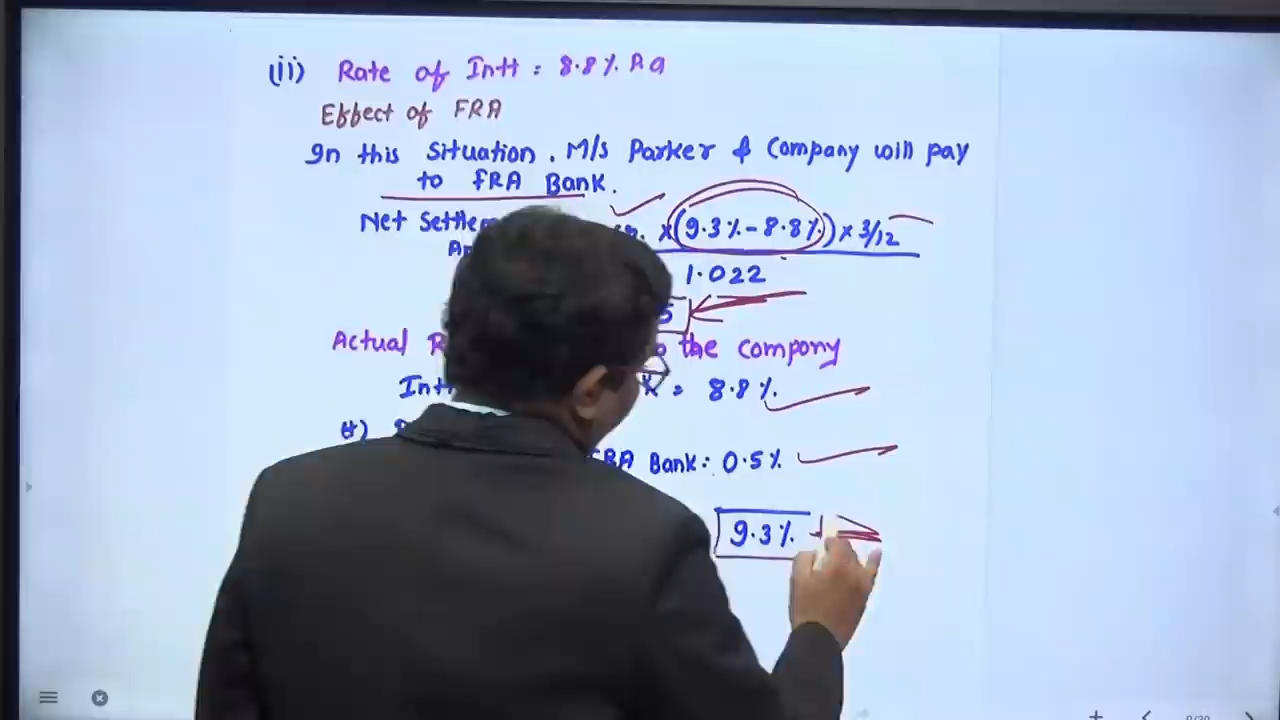 (ii) Rate of Intt : 8.8% PA
Effect of FRA
In this situation, M/s Parker & Company will pay
to FRA Bank.
Net Settle × (9.3% - 8.8%) × 3/12
1.022
5
Actual the company
Intt = 8.8%
Bank : 0.5%
9.3%